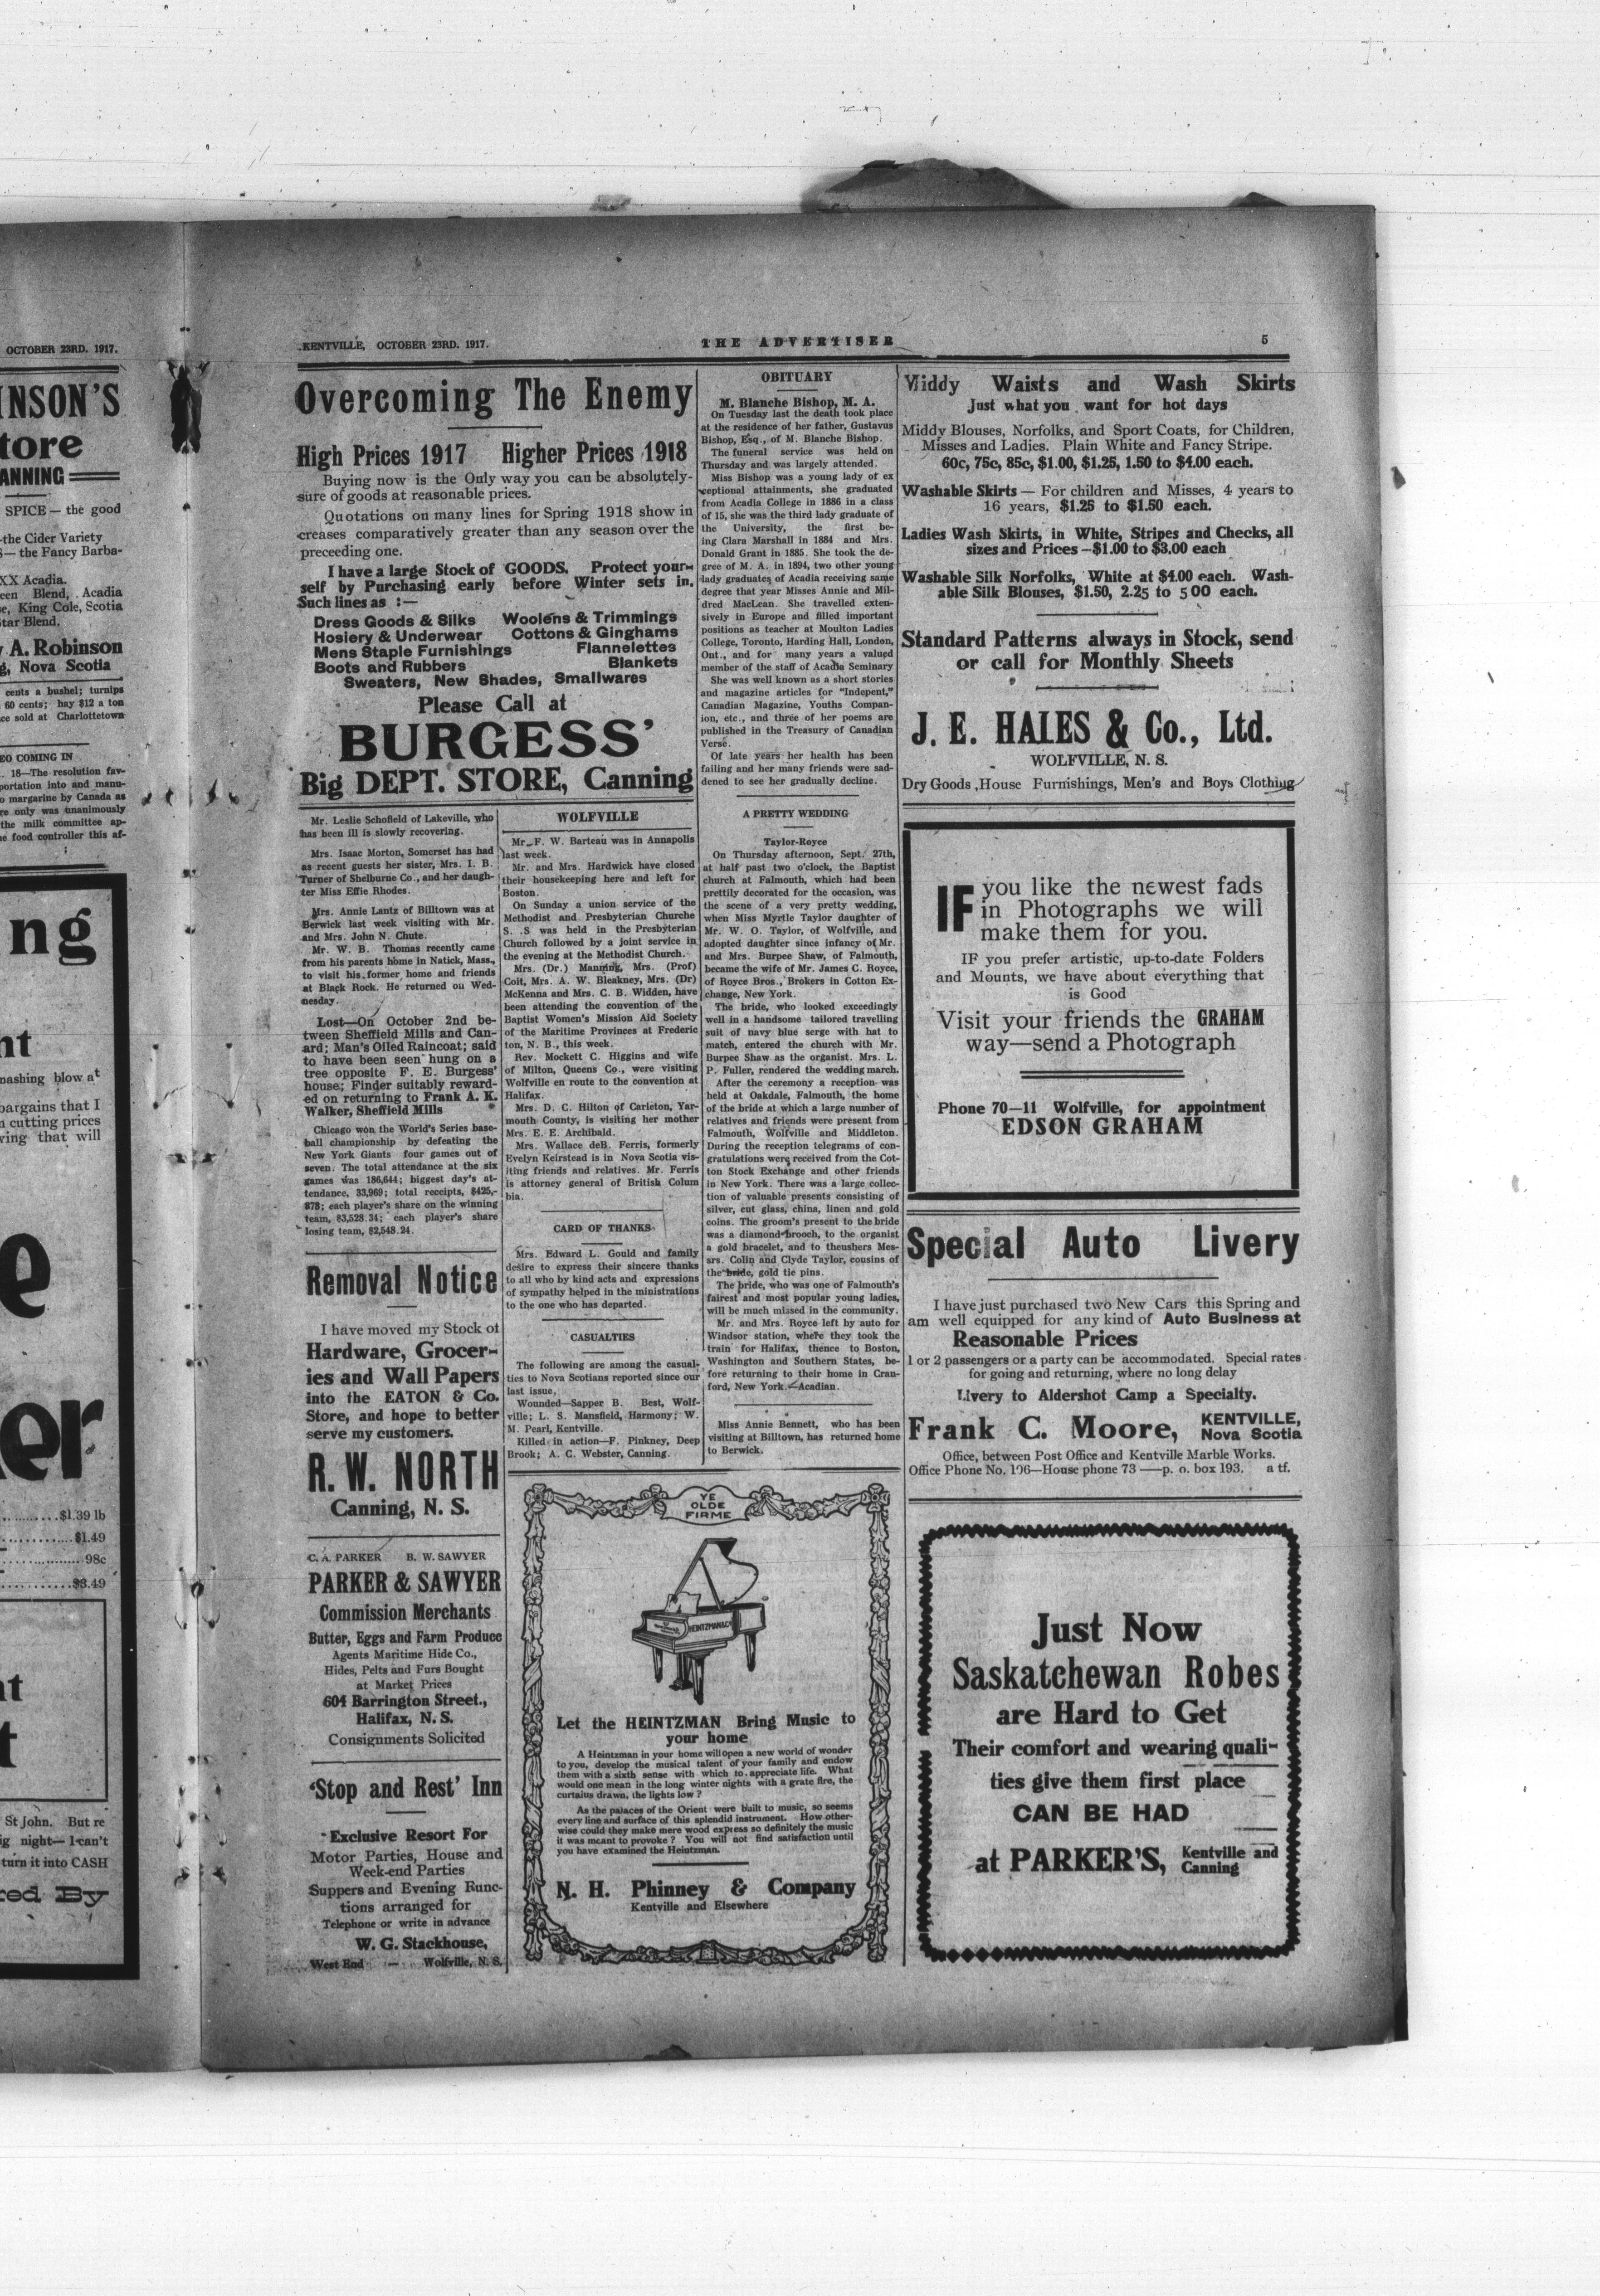 OCTOBER 23RD. 1917.
INSON'S
tore
ANNING
SPICE — the good
-the Cider Variety
— the Fancy Barba-
XX Acadia.
een Blend, Acadia
e, King Cole, Scotia
Star Blend.
A. Robinson
g, Nova Scotia
cents a bushel; turnips
60 cents; hay $12 a ton
ce sold at Charlottetown
EO COMING IN
18—The resolution fav-
portation into and manu-
o margarine by Canada as
re only was unanimously
the milk committee ap-
e food controller this af-
ng
nt
mashing blow at
bargains that I
n cutting prices
ving that will
e
er
$1.39 lb
$1.49
98c
$3.49
at
t
St John. But re
ig night— I can't
turn it into CASH
red By
KENTVILLE, OCTOBER 23RD. 1917.
THE ADVERTISER
5
Overcoming The Enemy
High Prices 1917 Higher Prices 1918
Buying now is the Only way you can be absolutely-
sure of goods at reasonable prices.
Quotations on many lines for Spring 1918 show in
creases comparatively greater than any season over the
preceeding one.
I have a large Stock of GOODS. Protect your-
self by Purchasing early before Winter sets in.
Such lines as :—
Dress Goods & Silks Woolens & Trimmings
Hosiery & Underwear Cottons & Ginghams
Mens Staple Furnishings Flannelettes
Boots and Rubbers Blankets
Sweaters, New Shades, Smallwares
Please Call at
BURGESS'
Big DEPT. STORE, Canning
Mr. Leslie Schofield of Lakeville, who
has been ill is slowly recovering.
Mrs. Isaac Morton, Somerset has had
as recent guests her sister, Mrs. I. B.
Turner of Shelburne Co., and her daugh-
ter Miss Effie Rhodes.
Mrs. Annie Lantz of Billtown was at
Berwick last week visiting with Mr.
and Mrs. John N. Chute.
Mr. W. B. Thomas recently came
from his parents home in Natick, Mass.,
to visit his former home and friends
at Black Rock. He returned on Wed-
nesday.
Lost—On October 2nd be-
tween Sheffield Mills and Can-
ard; Man's Oiled Raincoat; said
to have been seen hung on a
tree opposite F. E. Burgess'
house; Finder suitably reward-
ed on returning to Frank A. K.
Walker, Sheffield Mills
Chicago won the World's Series base-
ball championship by defeating the
New York Giants four games out of
seven. The total attendance at the six
games was 186,644; biggest day's at-
tendance, 33,969; total receipts, $425,-
878; each player's share on the winning
team, $3,528.34; each player's share
losing team, $2,548.24.
Removal Notice
I have moved my Stock ot
Hardware, Grocer-
ies and Wall Papers
into the EATON & Co.
Store, and hope to better
serve my customers.
R. W. NORTH
Canning, N. S.
C. A. PARKER B. W. SAWYER
PARKER & SAWYER
Commission Merchants
Butter, Eggs and Farm Produce
Agents Maritime Hide Co.,
Hides, Pelts and Furs Bought
at Market Prices
604 Barrington Street.,
Halifax, N. S.
Consignments Solicited
'Stop and Rest' Inn
Exclusive Resort For
Motor Parties, House and
Week-end Parties
Suppers and Evening Runc-
tions arranged for
Telephone or write in advance
W. G. Stackhouse,
West End — Wolfville, N. S.
WOLFVILLE
Mr. F. W. Barteau was in Annapolis
last week.
Mr. and Mrs. Hardwick have closed
their housekeeping here and left for
Boston.
On Sunday a union service of the
Methodist and Presbyterian Churche
S. .S was held in the Presbyterian
Church followed by a joint service in
the evening at the Methodist Church.
Mrs. (Dr.) Manning, Mrs. (Prof)
Coit, Mrs. A. W. Bleakney, Mrs. (Dr)
McKenna and Mrs. C. B. Widden, have
been attending the convention of the
Baptist Women's Mission Aid Society
of the Maritime Provinces at Frederic
ton, N. B., this week.
Rev. Mockett C. Higgins and wife
of Milton, Queens Co., were visiting
Wolfville en route to the convention at
Halifax.
Mrs. D. C. Hilton of Carleton, Yar-
mouth County, is visiting her mother
Mrs. E. E. Archibald.
Mrs. Wallace deB. Ferris, formerly
Evelyn Keirstead is in Nova Scotia vis-
iting friends and relatives. Mr. Ferris
is attorney general of British Colum
bia.
CARD OF THANKS
Mrs. Edward L. Gould and family
desire to express their sincere thanks
to all who by kind acts and expressions
of sympathy helped in the ministrations
to the one who has departed.
CASUALTIES
The following are among the casual-
ties to Nova Scotians reported since our
last issue,
Wounded—Sapper B. Best, Wolf-
ville; L. S. Mansfield, Harmony; W.
M. Pearl, Kentville.
Killed in action—F. Pinkney, Deep
Brook; A. C. Webster, Canning.
OBITUARY
M. Blanche Bishop, M. A.
On Tuesday last the death took place
at the residence of her father, Gustavus
Bishop, Esq., of M. Blanche Bishop.
The funeral service was held on
Thursday and was largely attended.
Miss Bishop was a young lady of ex
ceptional attainments, she graduated
from Acadia College in 1886 in a class
of 15, she was the third lady graduate of
the University, the first be-
ing Clara Marshall in 1884 and Mrs.
Donald Grant in 1885. She took the de-
gree of M. A. in 1894, two other young
lady graduates of Acadia receiving same
degree that year Misses Annie and Mil-
dred MacLean. She travelled exten-
sively in Europe and filled important
positions as teacher at Moulton Ladies
College, Toronto, Harding Hall, London,
Ont., and for many years a valued
member of the staff of Acadia Seminary
She was well known as a short stories
and magazine articles for "Indepent,"
Canadian Magazine, Youths Compan-
ion, etc., and three of her poems are
published in the Treasury of Canadian
Verse.
Of late years her health has been
failing and her many friends were sad-
dened to see her gradually decline.
A PRETTY WEDDING
Taylor-Royce
On Thursday afternoon, Sept. 27th,
at half past two o'clock, the Baptist
church at Falmouth, which had been
prettily decorated for the occasion, was
the scene of a very pretty wedding,
when Miss Myrtle Taylor daughter of
Mr. W. O. Taylor, of Wolfville, and
adopted daughter since infancy of Mr.
and Mrs. Burpee Shaw, of Falmouth,
became the wife of Mr. James C. Royce,
of Royce Bros., Brokers in Cotton Ex-
change, New York.
The bride, who looked exceedingly
well in a handsome tailored travelling
suit of navy blue serge with hat to
match, entered the church with Mr.
Burpee Shaw as the organist. Mrs. L.
P. Fuller, rendered the wedding march.
After the ceremony a reception was
held at Oakdale, Falmouth, the home
of the bride at which a large number of
relatives and friends were present from
Falmouth, Wolfville and Middleton.
During the reception telegrams of con-
gratulations were received from the Cot-
ton Stock Exchange and other friends
in New York. There was a large collec-
tion of valuable presents consisting of
silver, cut glass, china, linen and gold
coins. The groom's present to the bride
was a diamond brooch, to the organist
a gold bracelet, and to theushers Mes-
srs. Colin and Clyde Taylor, cousins of
the bride, gold tie pins.
The bride, who was one of Falmouth's
fairest and most popular young ladies,
will be much missed in the community.
Mr. and Mrs. Royce left by auto for
Windsor station, where they took the
train for Halifax, thence to Boston,
Washington and Southern States, be-
fore returning to their home in Cran-
ford, New York.—Acadian.
Miss Annie Bennett, who has been
visiting at Billtown, has returned home
to Berwick.
YE
OLDE
FIRME
HEINTZMAN & CO
Let the HEINTZMAN Bring Music to
your home
A Heintzman in your home will open a new world of wonder
to you, develop the musical talent of your family and endow
them with a sixth sense with which to appreciate life. What
would one mean in the long winter nights with a grate fire, the
curtains drawn, the lights low ?
As the palaces of the Orient were built to music, so seems
every line and surface of this splendid instrument. How other-
wise could they make mere wood express so definitely the music
it was meant to provoke ? You will not find satisfaction until
you have examined the Heintzman.
N. H. Phinney & Company
Kentville and Elsewhere
Middy Waists and Wash Skirts
Just what you want for hot days
Middy Blouses, Norfolks, and Sport Coats, for Children,
Misses and Ladies. Plain White and Fancy Stripe.
60c, 75c, 85c, $1.00, $1.25, 1.50 to $4.00 each.
Washable Skirts — For children and Misses, 4 years to
16 years, $1.25 to $1.50 each.
Ladies Wash Skirts, in White, Stripes and Checks, all
sizes and Prices—$1.00 to $3.00 each
Washable Silk Norfolks, White at $4.00 each. Wash-
able Silk Blouses, $1.50, 2.25 to 5 00 each.
Standard Patterns always in Stock, send
or call for Monthly Sheets
J. E. HALES & Co., Ltd.
WOLFVILLE, N. S.
Dry Goods ,House Furnishings, Men's and Boys Clothing
IF you like the newest fads
in Photographs we will
make them for you.
IF you prefer artistic, up-to-date Folders
and Mounts, we have about everything that
is Good
Visit your friends the GRAHAM
way—send a Photograph
Phone 70—11 Wolfville, for appointment
EDSON GRAHAM
Special Auto Livery
I have just purchased two New Cars this Spring and
am well equipped for any kind of Auto Business at
Reasonable Prices
1 or 2 passengers or a party can be accommodated. Special rates
for going and returning, where no long delay
Livery to Aldershot Camp a Specialty.
Frank C. Moore, KENTVILLE,
Nova Scotia
Office, between Post Office and Kentville Marble Works.
Office Phone No. 106—House phone 73 —p. o. box 193. a tf.
Just Now
Saskatchewan Robes
are Hard to Get
Their comfort and wearing quali-
ties give them first place
CAN BE HAD
at PARKER'S, Kentville and
Canning